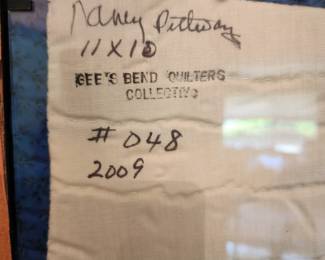 Nancy Pettway
11 X 10
GEE'S BEND QUILTERS
COLLECTIVE
# 048
2009